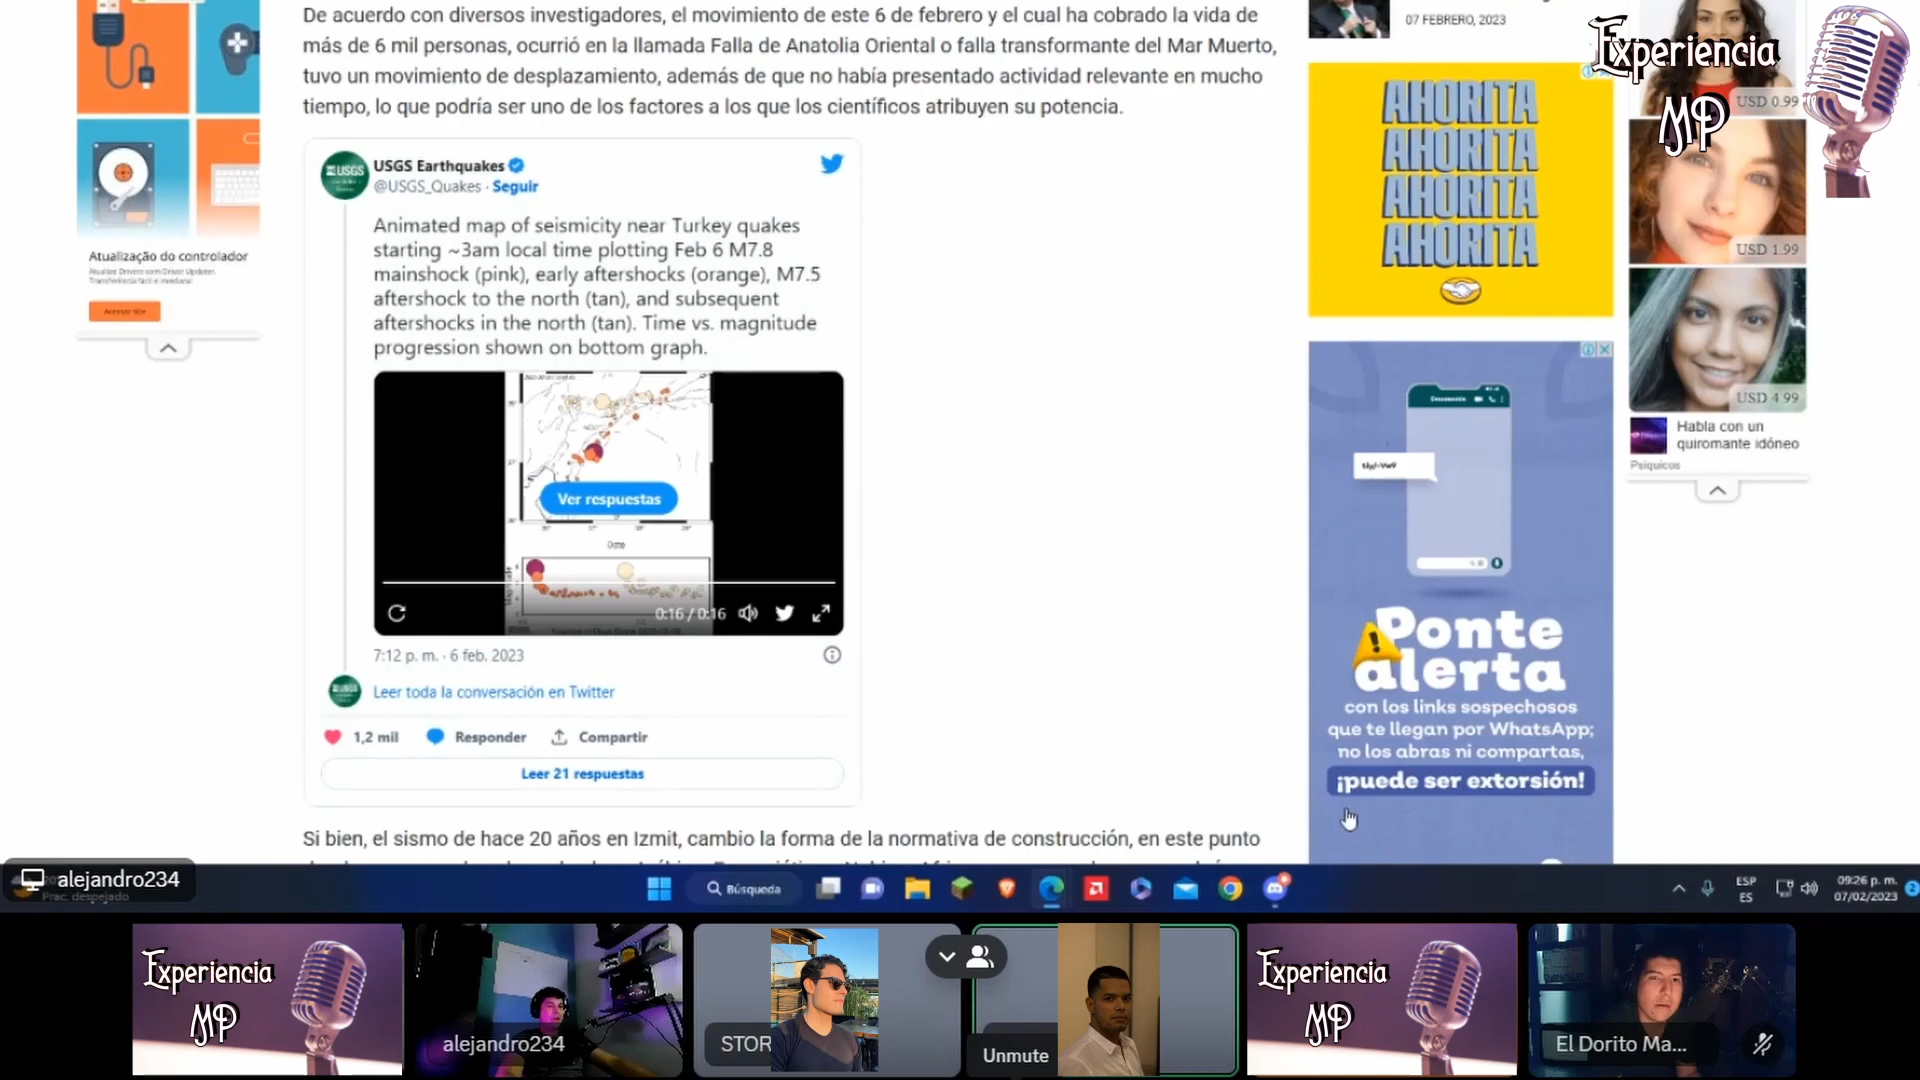 De acuerdo con diversos investigadores, el movimiento de este 6 de febrero y el cual ha cobrado la vida de
más de 6 mil personas, ocurrió en la llamada Falla de Anatolia Oriental o falla transformante del Mar Muerto,
tuvo un movimiento de desplazamiento, además de que no había presentado actividad relevante en mucho
tiempo, lo que podría ser uno de los factores a los que los científicos atribuyen su potencia.
USGS
USGS Earthquakes
@USGS_Quakes · Seguir
Animated map of seismicity near Turkey quakes
starting ~3am local time plotting Feb 6 M7.8
mainshock (pink), early aftershocks (orange), M7.5
aftershock to the north (tan), and subsequent
aftershocks in the north (tan). Time vs. magnitude
progression shown on bottom graph.
Ver respuestas
Date
0:16 / 0:16
7:12 p. m. · 6 feb. 2023
Leer toda la conversación en Twitter
1,2 mil
Responder
Compartir
Leer 21 respuestas
Si bien, el sismo de hace 20 años en Izmit, cambio la forma de la normativa de construcción, en este punto
Atualização do controlador
Acessar site
07 FEBRERO, 2023
AHORITA
AHORITA
AHORITA
AHORITA
Ponte
alerta
con los links sospechosos
que te llegan por WhatsApp;
no los abras ni compartas,
¡puede ser extorsión!
Experiencia
MP
USD 0.99
USD 1.99
USD 4.99
Habla con un
quiromante idóneo
Psíquicos
alejandro234
Prac. despejado
Búsqueda
ESP
ES
09:26 p. m.
07/02/2023
2
Experiencia
MP
alejandro234
STOR
Unmute
Experiencia
MP
El Dorito Ma...